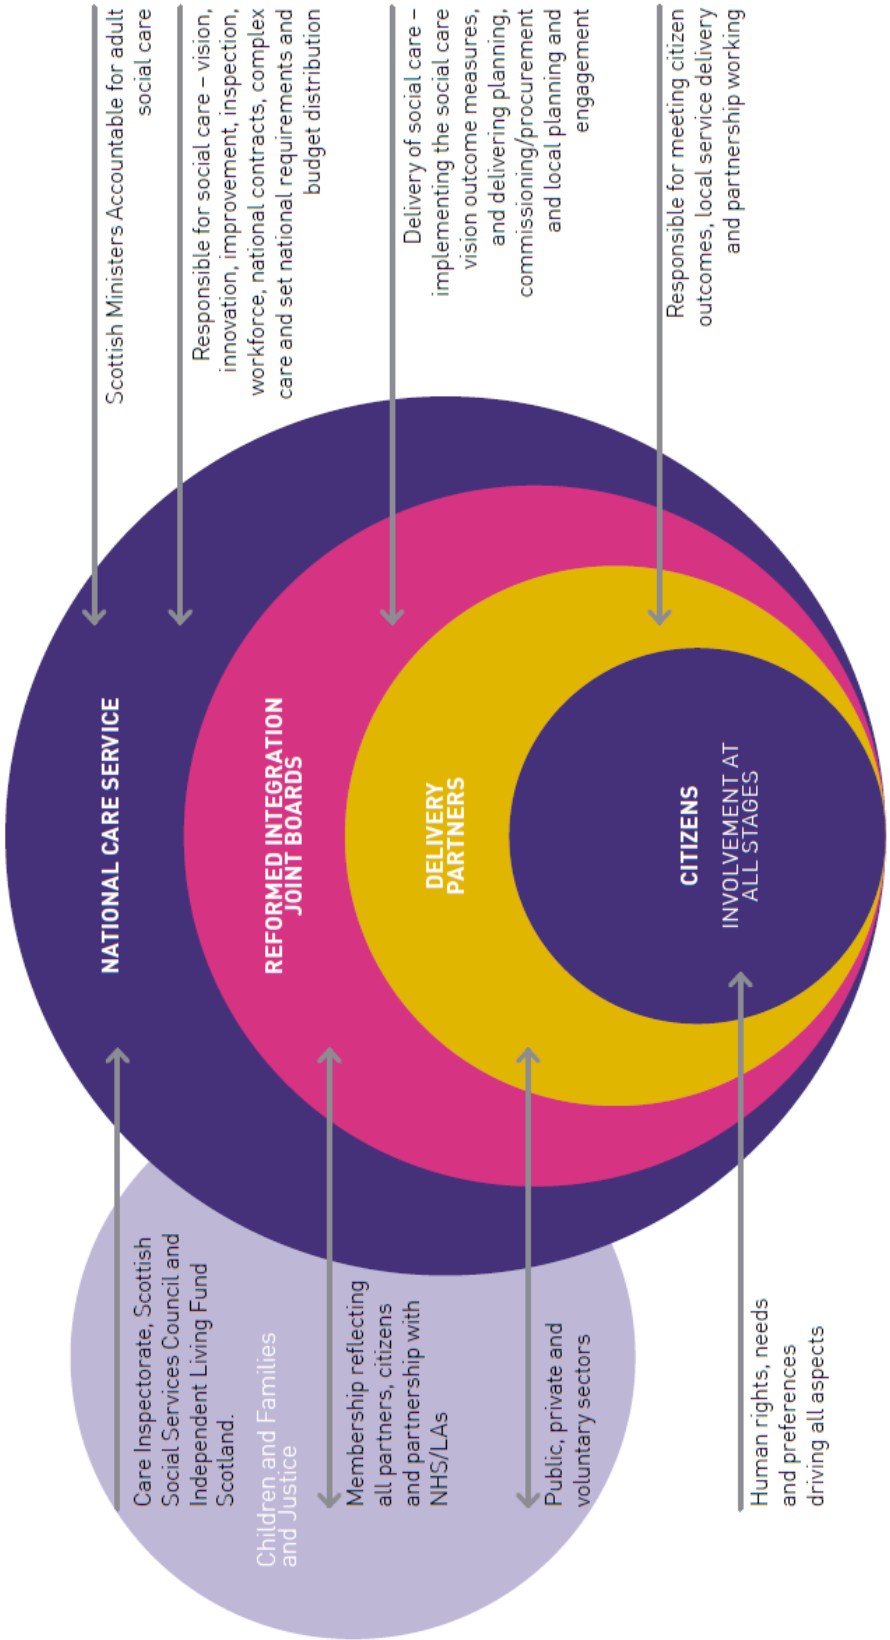 Care Inspectorate, Scottish
Social Services Council and
Independent Living Fund
Scotland.
Children and Families
and Justice
Membership reflecting
all partners, citizens
and partnership with
NHS/LAs
Public, private and
voluntary sectors
Human rights, needs
and preferences
driving all aspects
NATIONAL CARE SERVICE
REFORMED INTEGRATION
JOINT BOARDS
DELIVERY
PARTNERS
CITIZENS
INVOLVEMENT AT
ALL STAGES
Scottish Ministers Accountable for adult
social care
Responsible for social care – vision,
innovation, improvement, inspection,
workforce, national contracts, complex
care and set national requirements and
budget distribution
Delivery of social care –
implementing the social care
vision outcome measures,
and delivering planning,
commissioning/procurement
and local planning and
engagement
Responsible for meeting citizen
outcomes, local service delivery
and partnership working